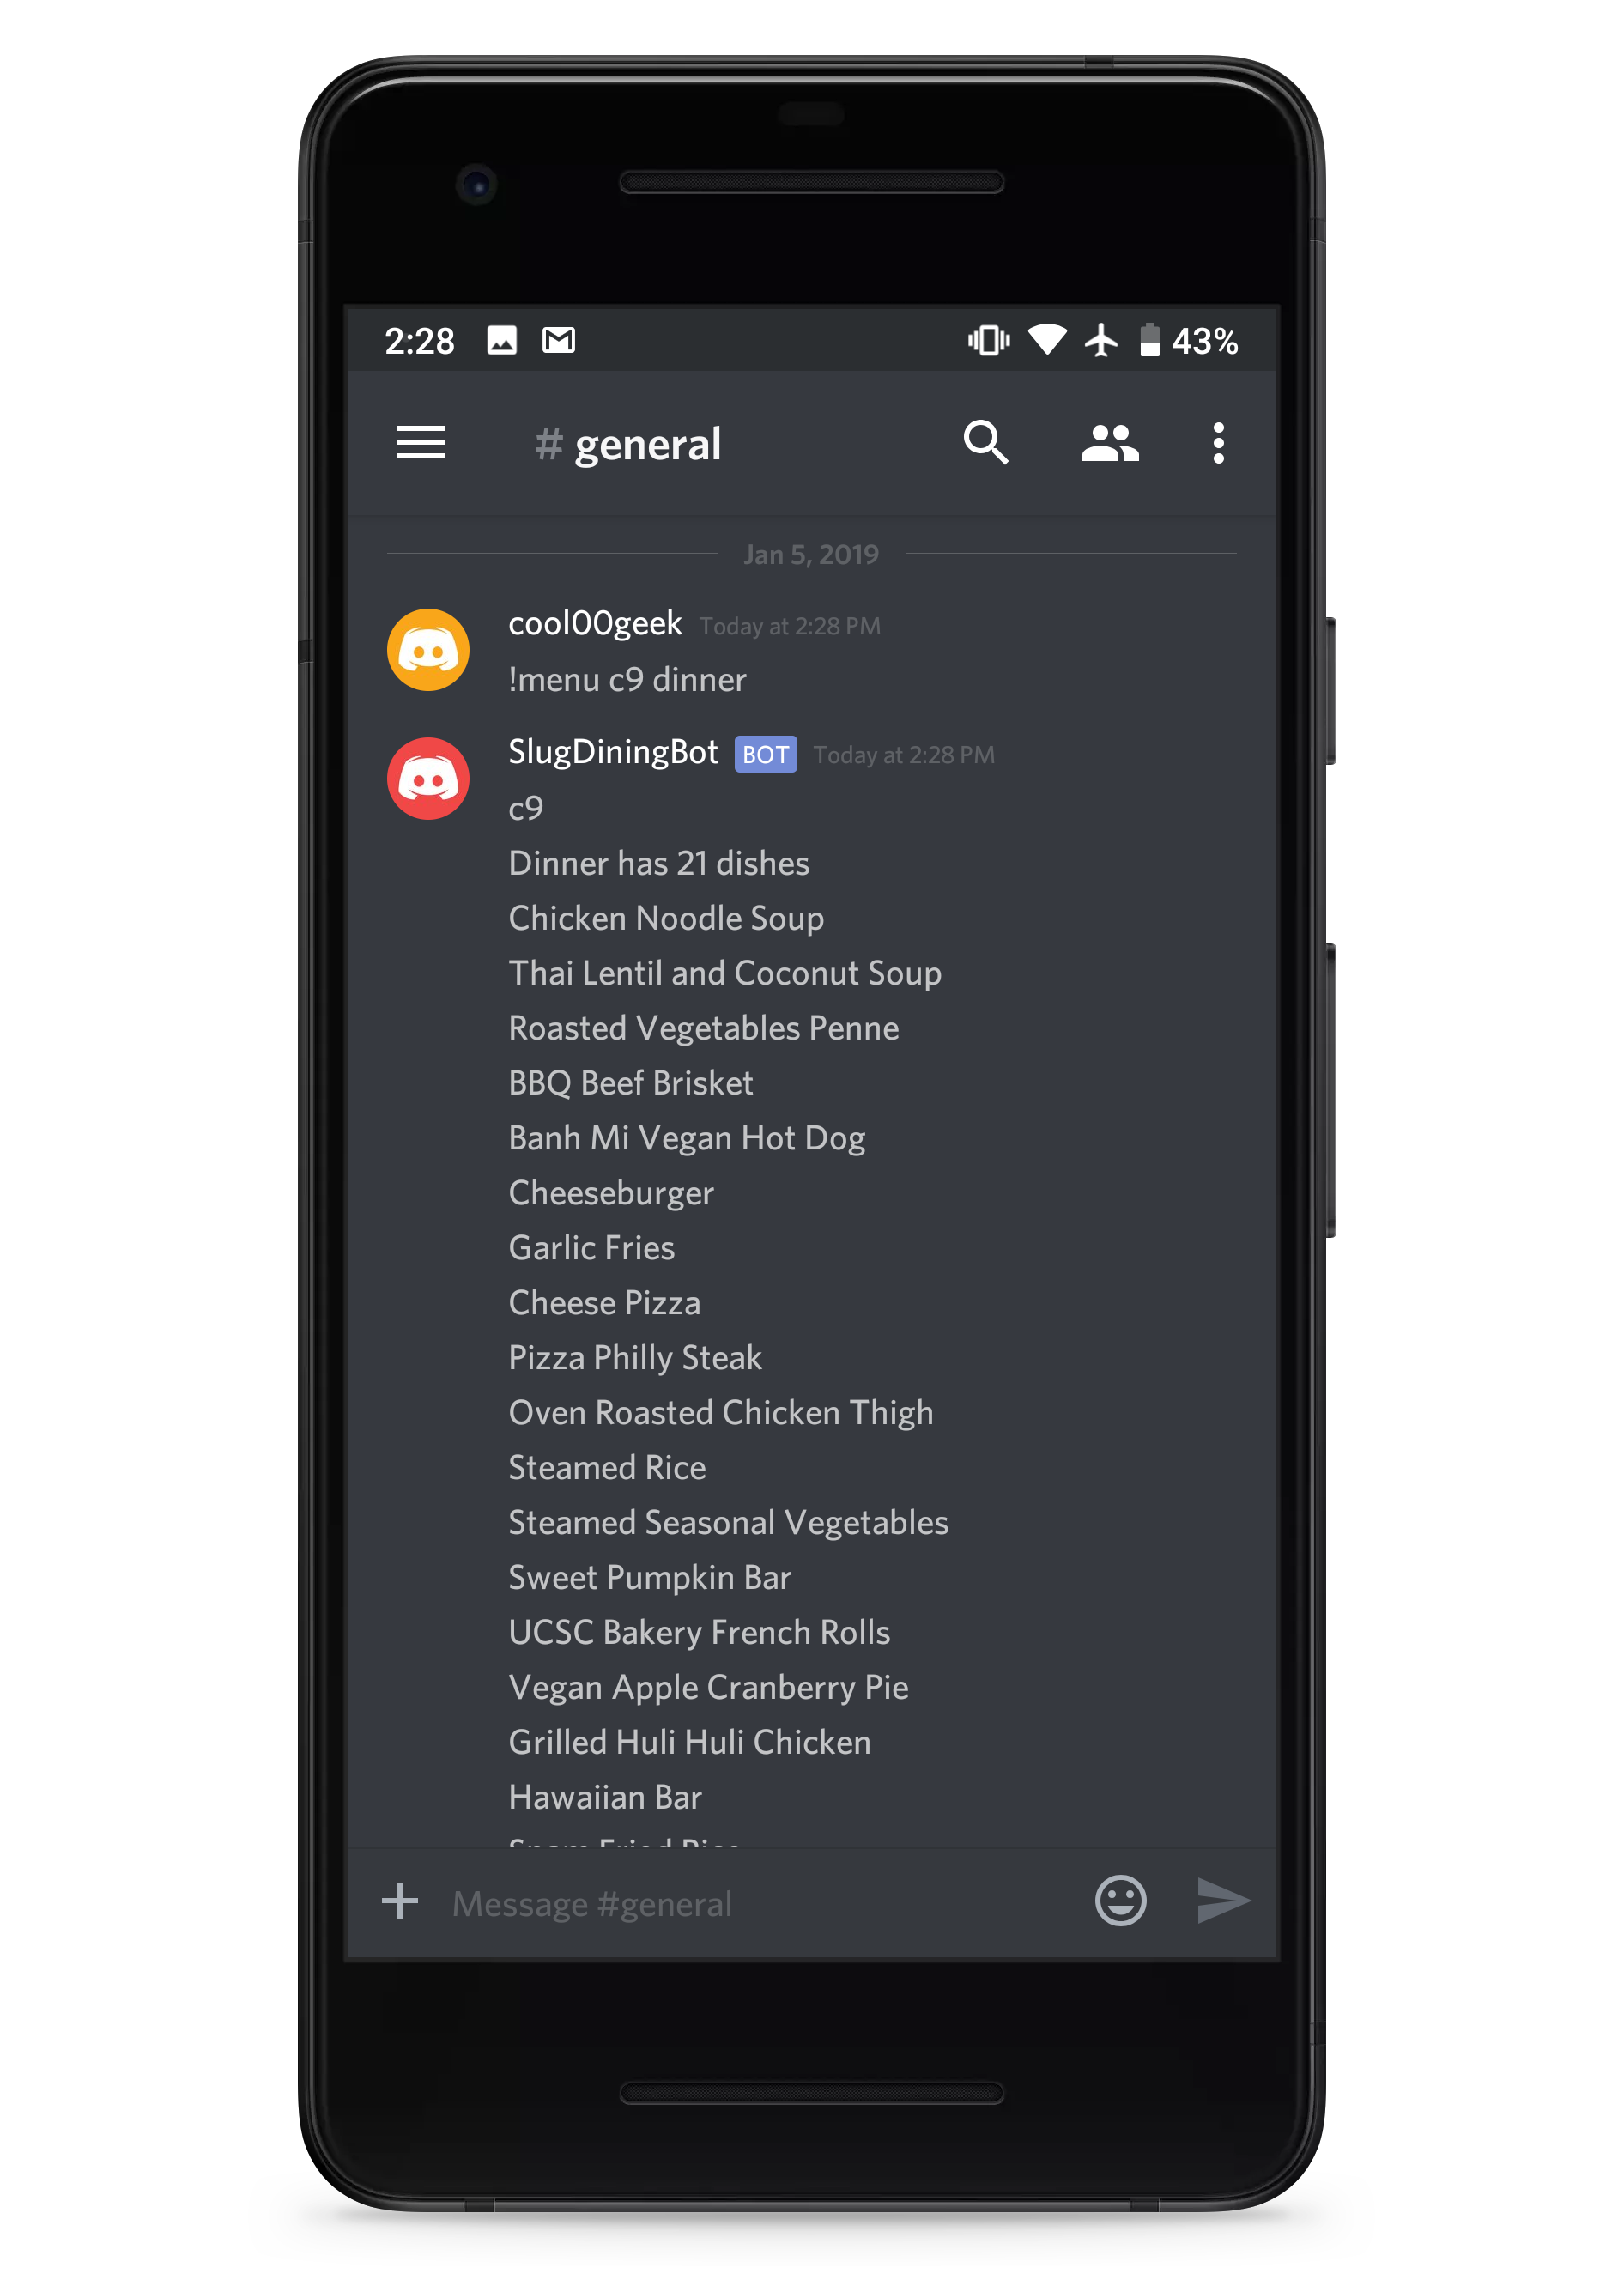 2:28 43%
# general
Jan 5, 2019
cool00geek Today at 2:28 PM
!menu c9 dinner
SlugDiningBot BOT Today at 2:28 PM
c9
Dinner has 21 dishes
Chicken Noodle Soup
Thai Lentil and Coconut Soup
Roasted Vegetables Penne
BBQ Beef Brisket
Banh Mi Vegan Hot Dog
Cheeseburger
Garlic Fries
Cheese Pizza
Pizza Philly Steak
Oven Roasted Chicken Thigh
Steamed Rice
Steamed Seasonal Vegetables
Sweet Pumpkin Bar
UCSC Bakery French Rolls
Vegan Apple Cranberry Pie
Grilled Huli Huli Chicken
Hawaiian Bar
Spam Fried Rice
Message #general